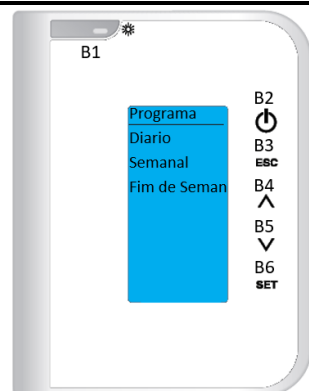 B1
Programa
Diario
Semanal
Fim de Seman
B2
B3
ESC
B4
B5
B6
SET